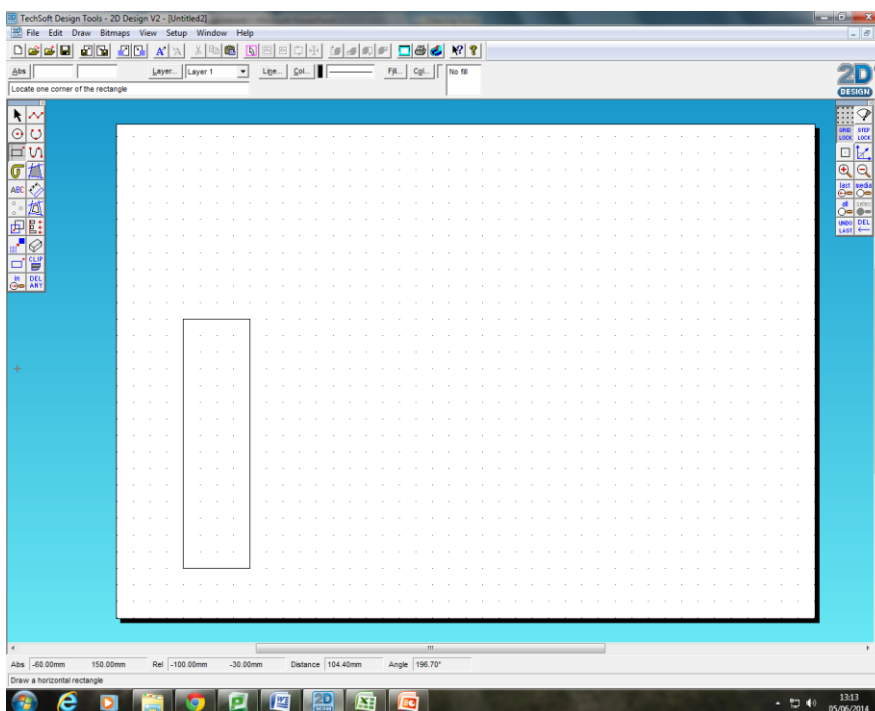 TechSoft Design Tools - 2D Design V2 - [Untitled2]
File Edit Draw Bitmaps View Setup Window Help
Abs Layer... Layer 1 Line... Col... Fill... Col... No fill
Locate one corner of the rectangle
2D
DESIGN
GRID LOCK STEP LOCK
ABC
last media
all
UNDO LAST DEL
CLIP
in DEL ANY
Abs -60.00mm 150.00mm Rel -100.00mm -30.00mm Distance 104.40mm Angle 196.70°
Draw a horizontal rectangle
2D
13:13
05/06/2014